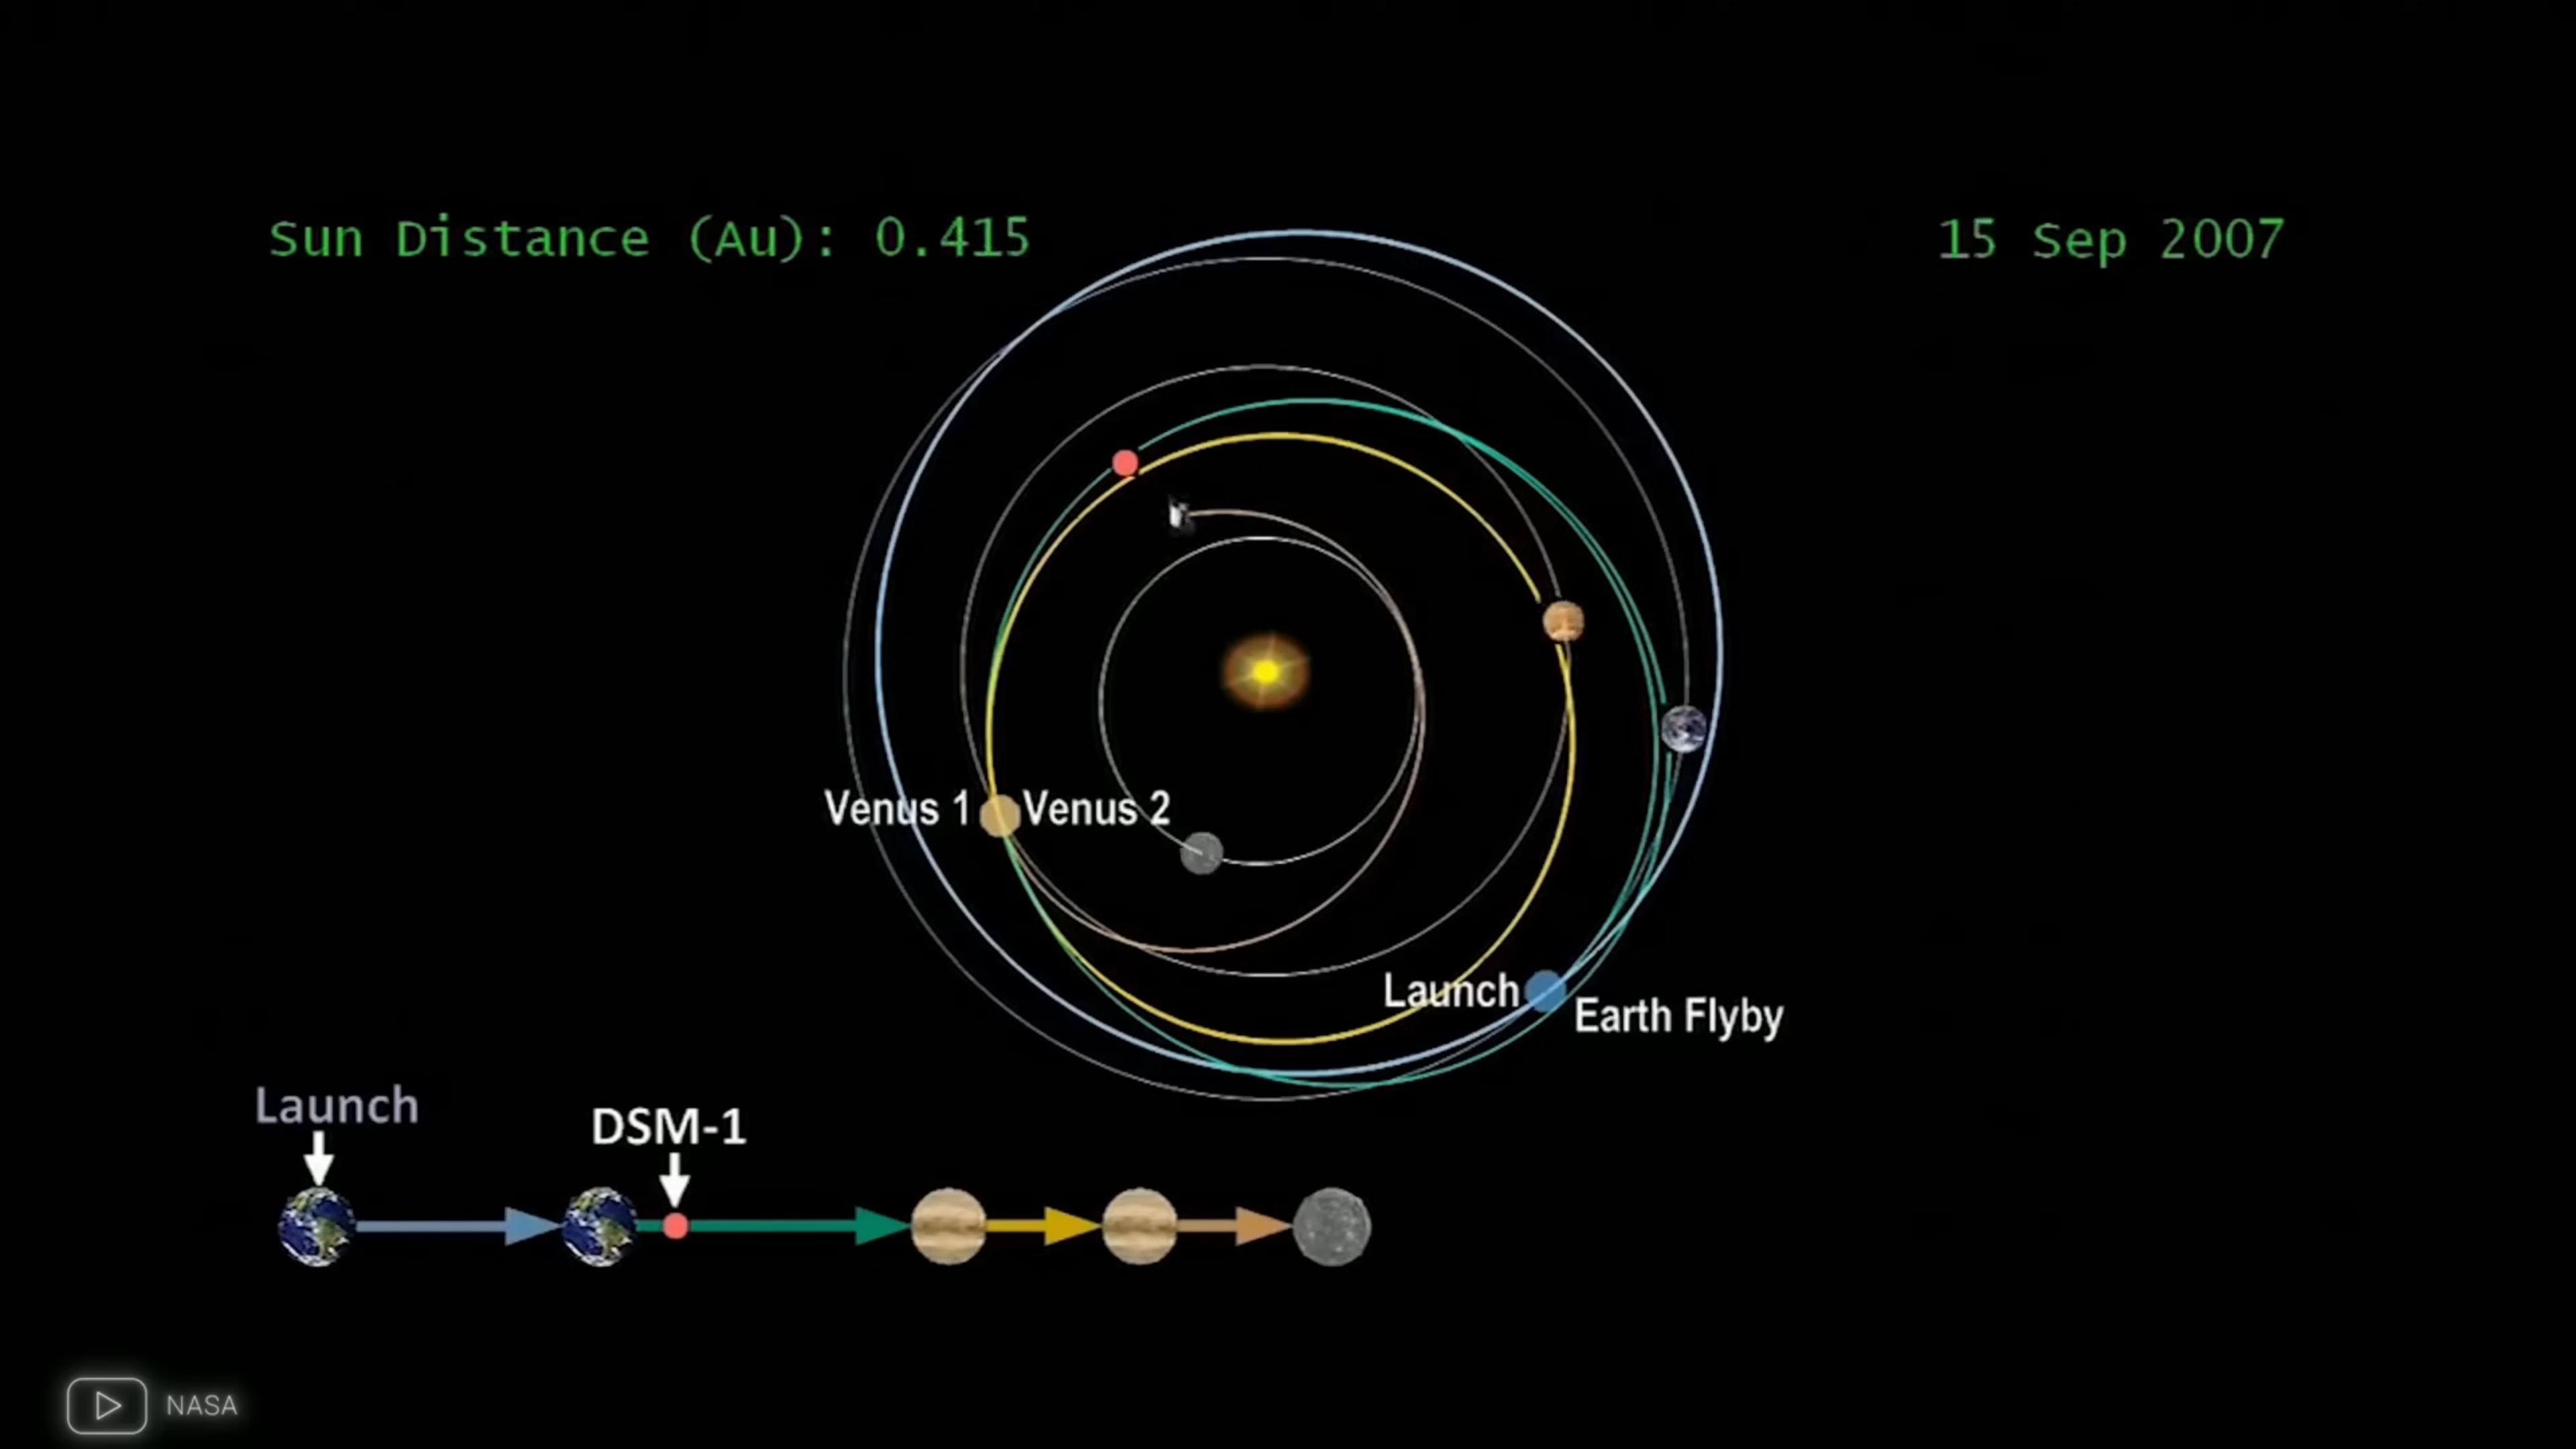 Sun Distance (Au): 0.415
15 Sep 2007
Venus 1
Venus 2
Launch
Earth Flyby
Launch
DSM-1
NASA